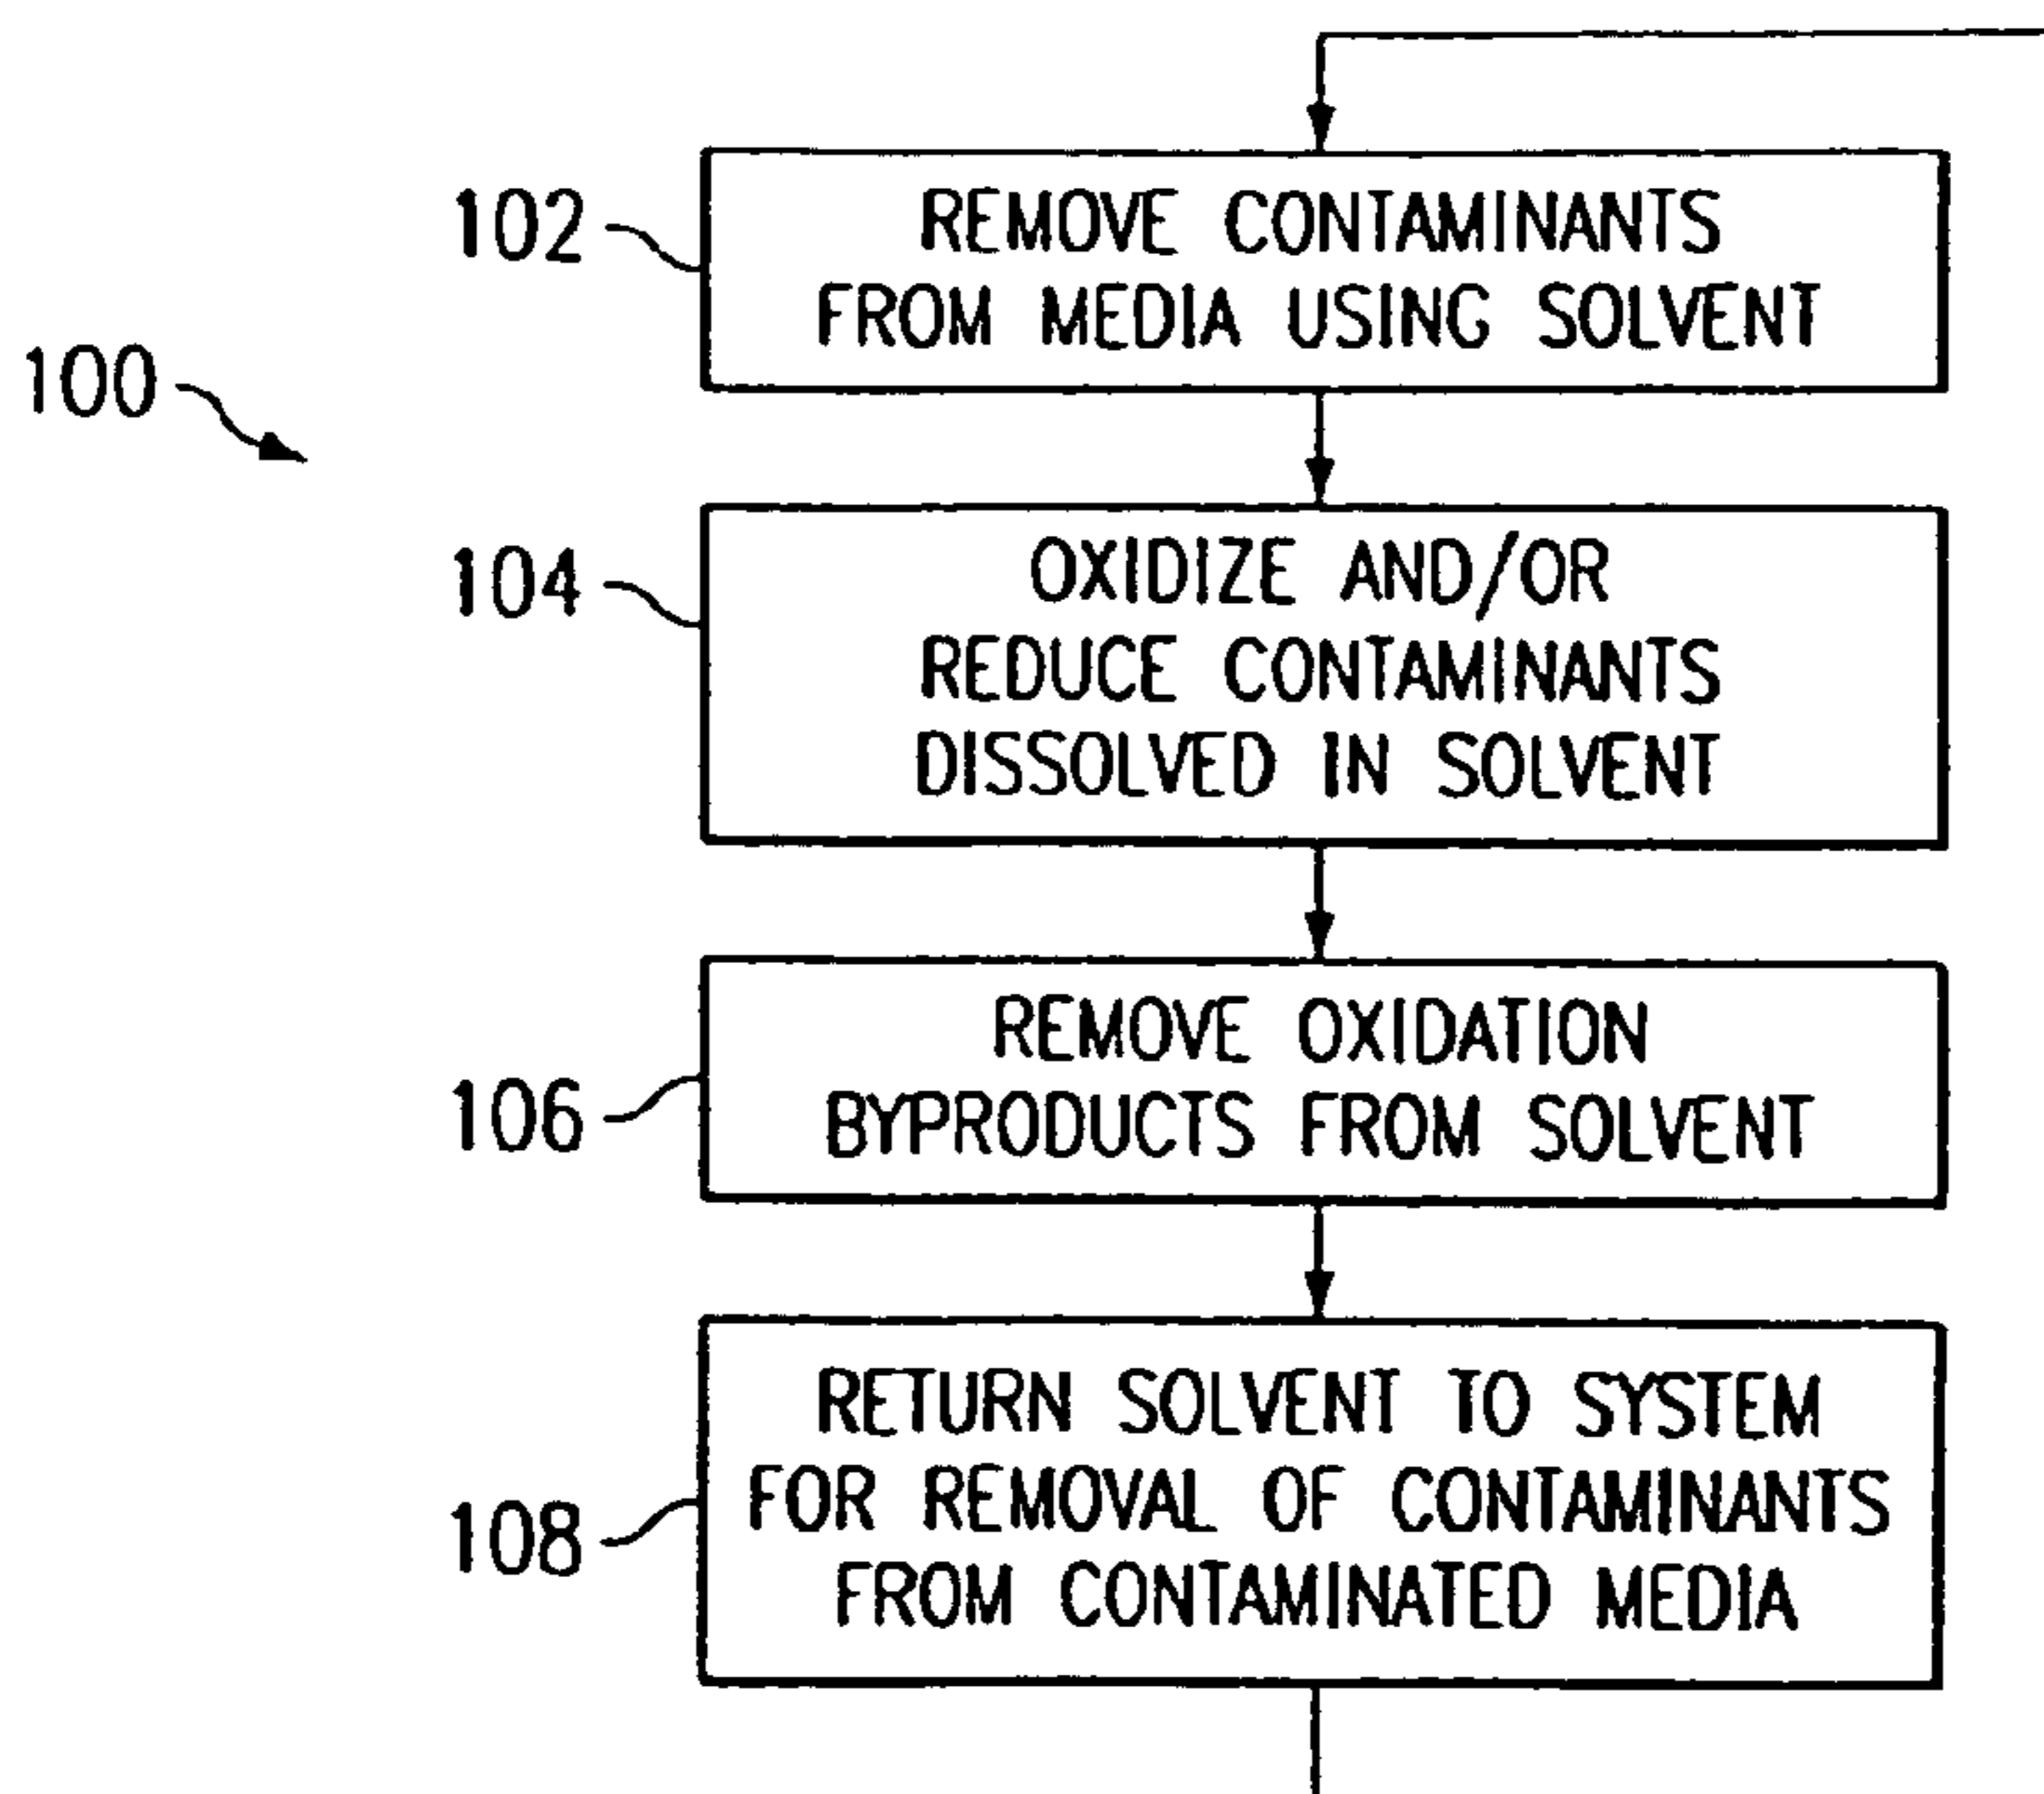 102
REMOVE CONTAMINANTS
FROM MEDIA USING SOLVENT
100
104
OXIDIZE AND/OR
REDUCE CONTAMINANTS
DISSOLVED IN SOLVENT
106
REMOVE OXIDATION
BYPRODUCTS FROM SOLVENT
108
RETURN SOLVENT TO SYSTEM
FOR REMOVAL OF CONTAMINANTS
FROM CONTAMINATED MEDIA